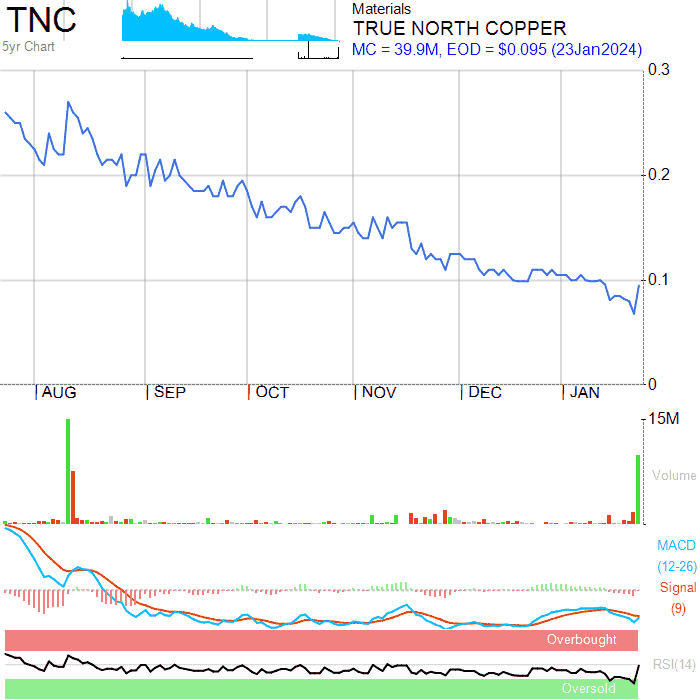 TNC
5yr Chart
Materials
TRUE NORTH COPPER
MC = 39.9M, EOD = $0.095 (23Jan2024)
0.3
0.2
0.1
0
AUG SEP OCT NOV DEC JAN
15M
Volume
MACD
(12-26)
Signal
(9)
Overbought
RSI(14)
Oversold